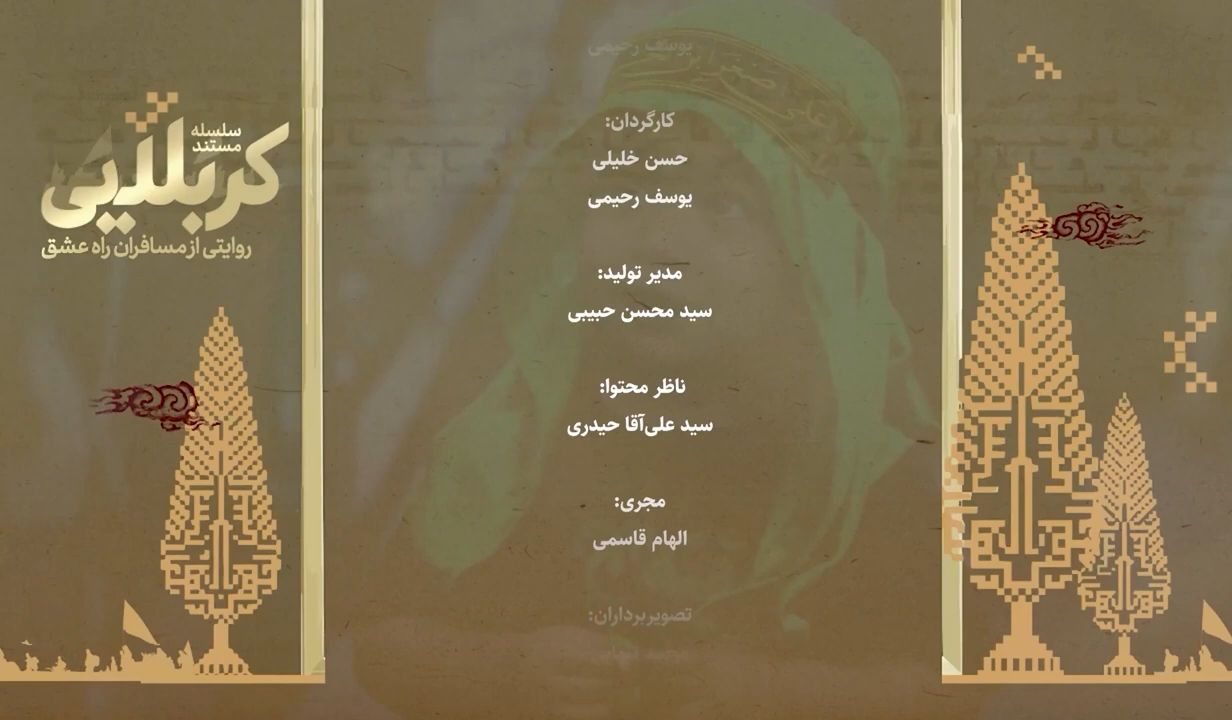 سلسله
مستند
کربلایی
روایتی از مسافران راه عشق
یوسف رحیمی
کارگردان:
حسن خلیلی
یوسف رحیمی
مدیر تولید:
سید محسن حبیبی
ناظر محتوا:
سید علی‌آقا حیدری
مجری:
الهام قاسمی
تصویربرداران: